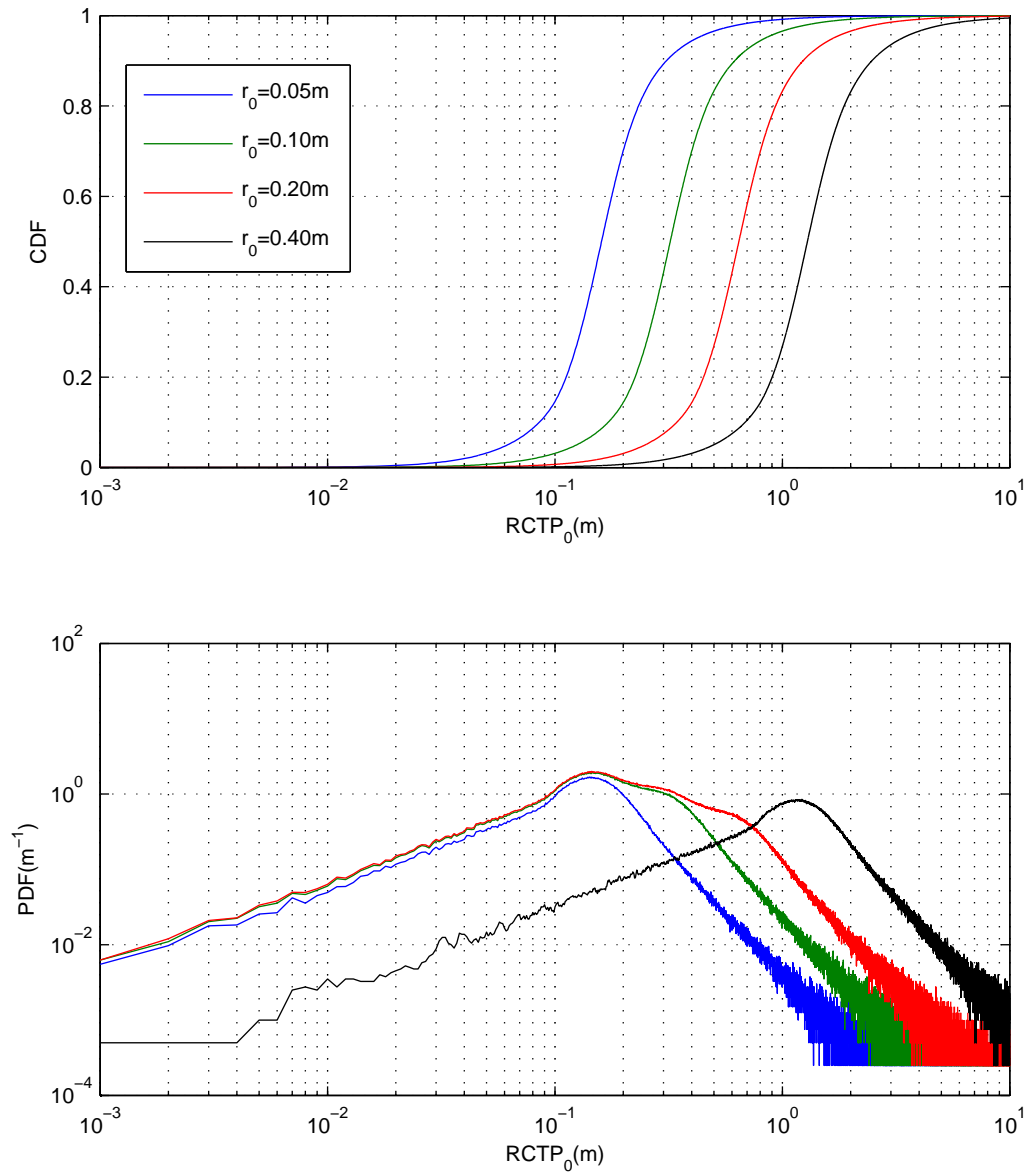 1
0.8
0.6
0.4
0.2
0
CDF
r₀=0.05m
r₀=0.10m
r₀=0.20m
r₀=0.40m
10⁻³ 10⁻² 10⁻¹ 10⁰ 10¹
RCTP₀(m)
10²
10⁰
10⁻²
10⁻⁴
PDF(m⁻¹)
10⁻³ 10⁻² 10⁻¹ 10⁰ 10¹
RCTP₀(m)